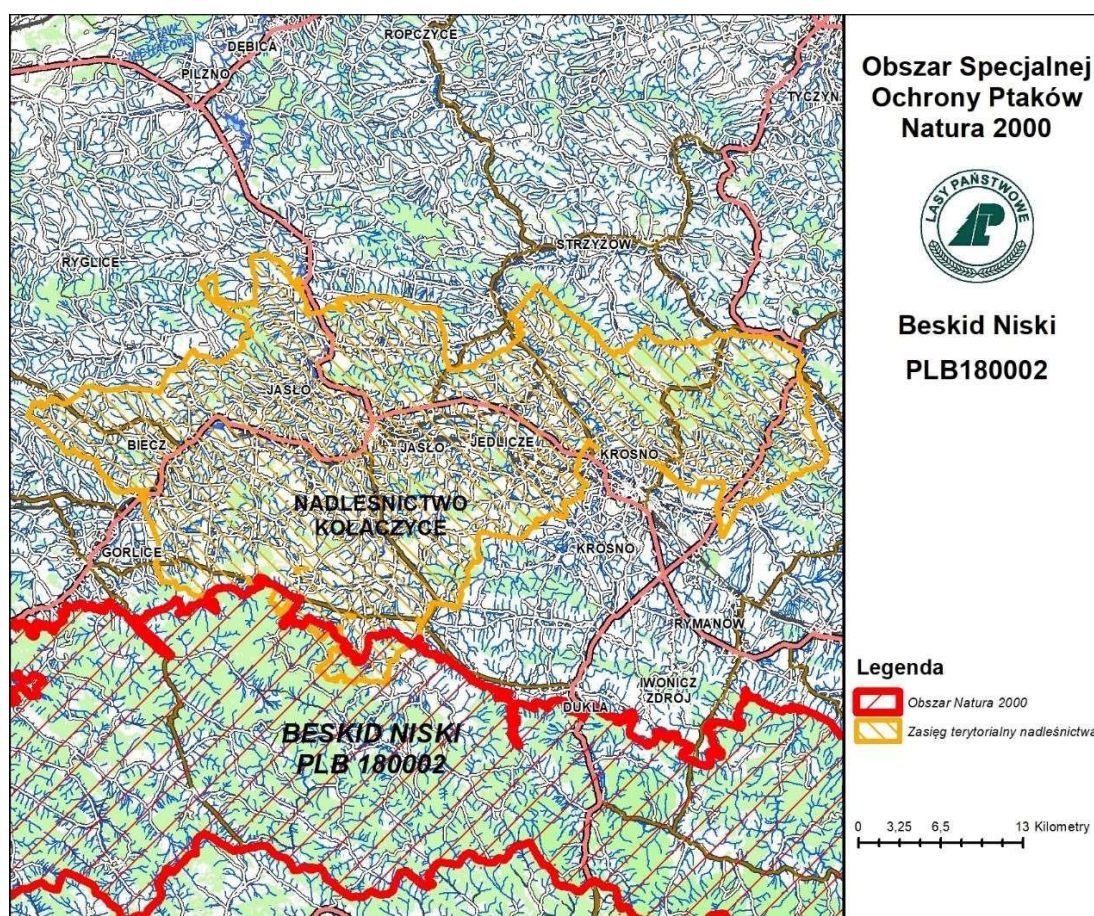 DĘBICA
ROPCZYCE
PILZNO
TYCZYN
RYGLICE
STRZYŻÓW
JASŁO
BIECZ
JASŁO
JEDLICZE
KROSNO
NADLEŚNICTWO
KOŁACZYCE
GORLICE
KROSNO
RYMANÓW
IWONICZ
ZDRÓJ
DUKLA
BESKID NISKI
PLB 180002
Obszar Specjalnej
Ochrony Ptaków
Natura 2000
LASY PAŃSTWOWE
LP
Beskid Niski
PLB180002
Legenda
Obszar Natura 2000
Zasięg terytorialny nadleśnictwa
0 3,25 6,5 13 Kilometry